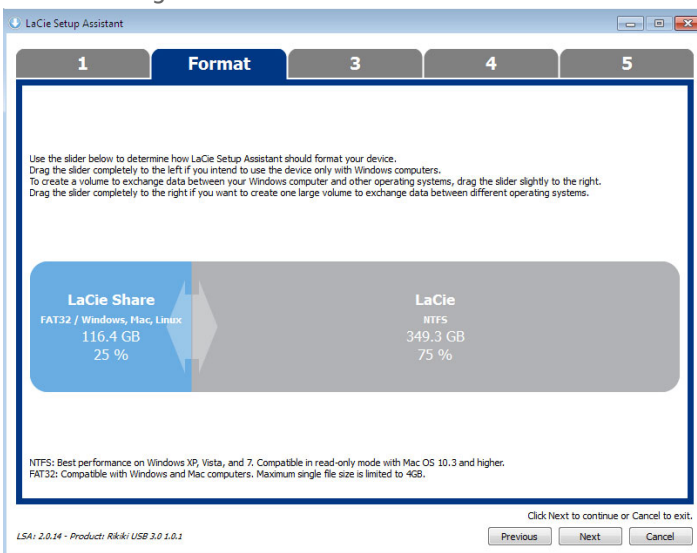 LaCie Setup Assistant
1 Format 3 4 5
Use the slider below to determine how LaCie Setup Assistant should format your device.
Drag the slider completely to the left if you intend to use the device only with Windows computers.
To create a volume to exchange data between your Windows computer and other operating systems, drag the slider slightly to the right.
Drag the slider completely to the right if you want to create one large volume to exchange data between different operating systems.
LaCie Share
FAT32 / Windows, Mac, Linux
116.4 GB
25 %
LaCie
NTFS
349.3 GB
75 %
NTFS: Best performance on Windows XP, Vista, and 7. Compatible in read-only mode with Mac OS 10.3 and higher.
FAT32: Compatible with Windows and Mac computers. Maximum single file size is limited to 4GB.
Click Next to continue or Cancel to exit.
LSA: 2.0.14 - Product: Rikiki USB 3.0 1.0.1
Previous Next Cancel